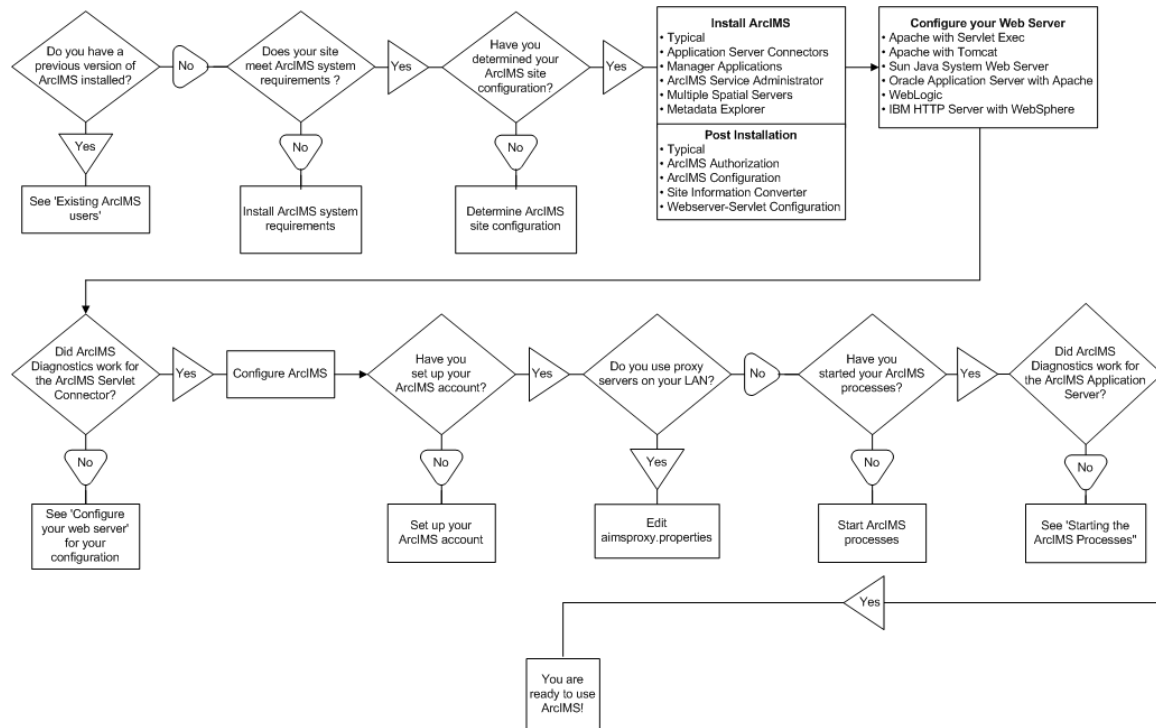 Do you have a
previous version of
ArcIMS installed?
No
Does your site
meet ArcIMS system
requirements ?
Yes
Have you
determined your
ArcIMS site
configuration?
Yes
Install ArcIMS
• Typical
• Application Server Connectors
• Manager Applications
• ArcIMS Service Administrator
• Multiple Spatial Servers
• Metadata Explorer
Configure your Web Server
• Apache with Servlet Exec
• Apache with Tomcat
• Sun Java System Web Server
• Oracle Application Server with Apache
• WebLogic
• IBM HTTP Server with WebSphere
Yes
No
No
Post Installation
• Typical
• ArcIMS Authorization
• ArcIMS Configuration
• Site Information Converter
• Webserver-Servlet Configuration
See 'Existing ArcIMS
users'
Install ArcIMS system
requirements
Determine ArcIMS
site configuration
Did ArcIMS
Diagnostics work for
the ArcIMS Servlet
Connector?
Yes
Configure ArcIMS
Have you
set up your
ArcIMS account?
Yes
Do you use proxy
servers on your LAN?
No
Have you
started your ArcIMS
processes?
Yes
Did ArcIMS
Diagnostics work for
the ArcIMS Application
Server?
No
No
Yes
No
No
See 'Configure
your web server'
for your
configuration
Set up your
ArcIMS account
Edit
aimsproxy.properties
Start ArcIMS
processes
See 'Starting the
ArcIMS Processes"
Yes
You are
ready to use
ArcIMS!